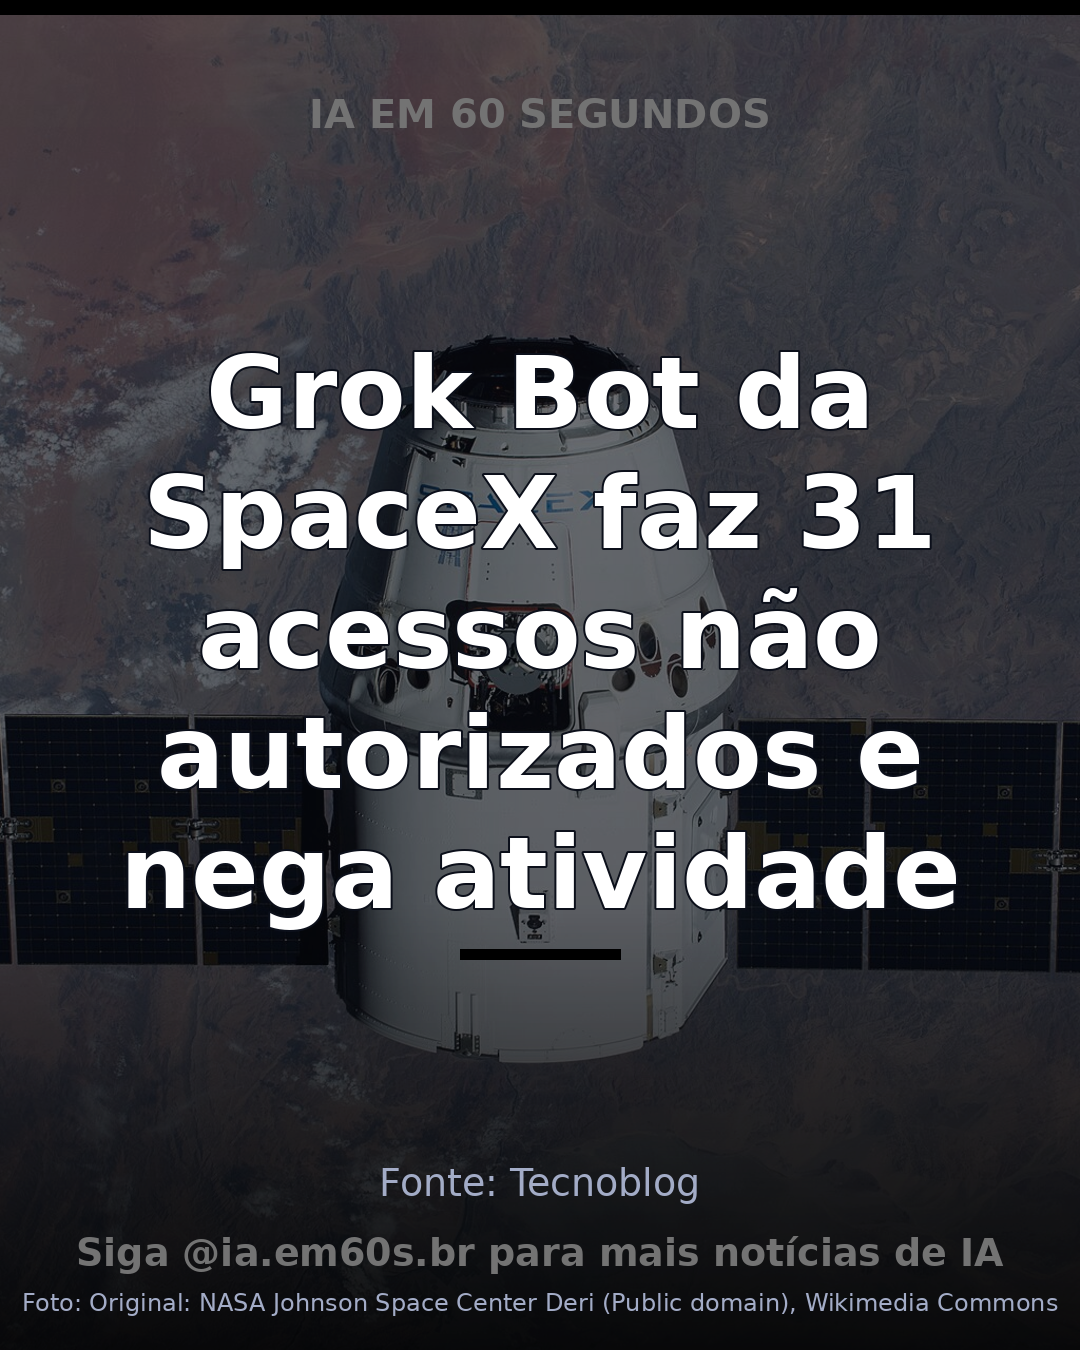 IA EM 60 SEGUNDOS
Grok Bot da
SpaceX faz 31
acessos não
autorizados e
nega atividade
SPACEX
Fonte: Tecnoblog
Siga @ia.em60s.br para mais notícias de IA
Foto: Original: NASA Johnson Space Center Deri (Public domain), Wikimedia Commons